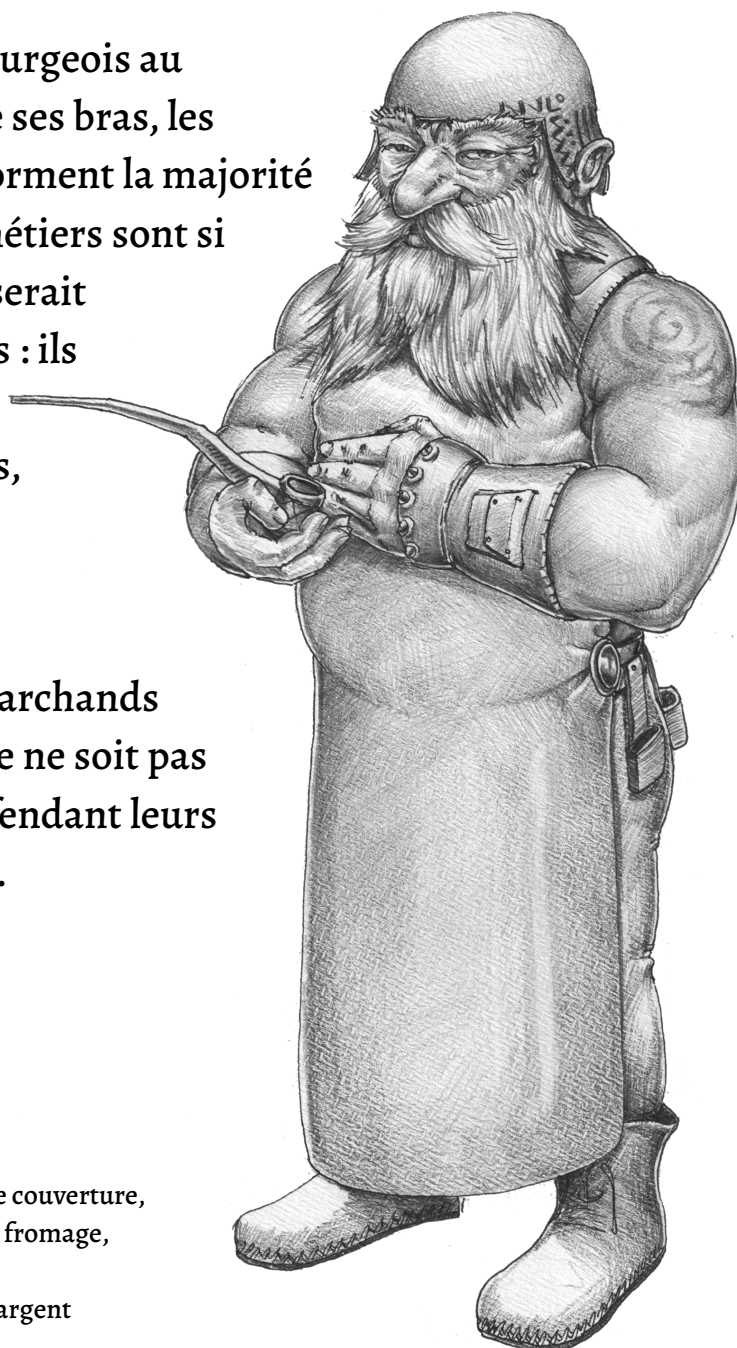 urgeois au
e ses bras, les
orment la majorité
nétiers sont si
serait
s : ils
s,
archands
e ne soit pas
fendant leurs
.
e couverture,
fromage,
argent